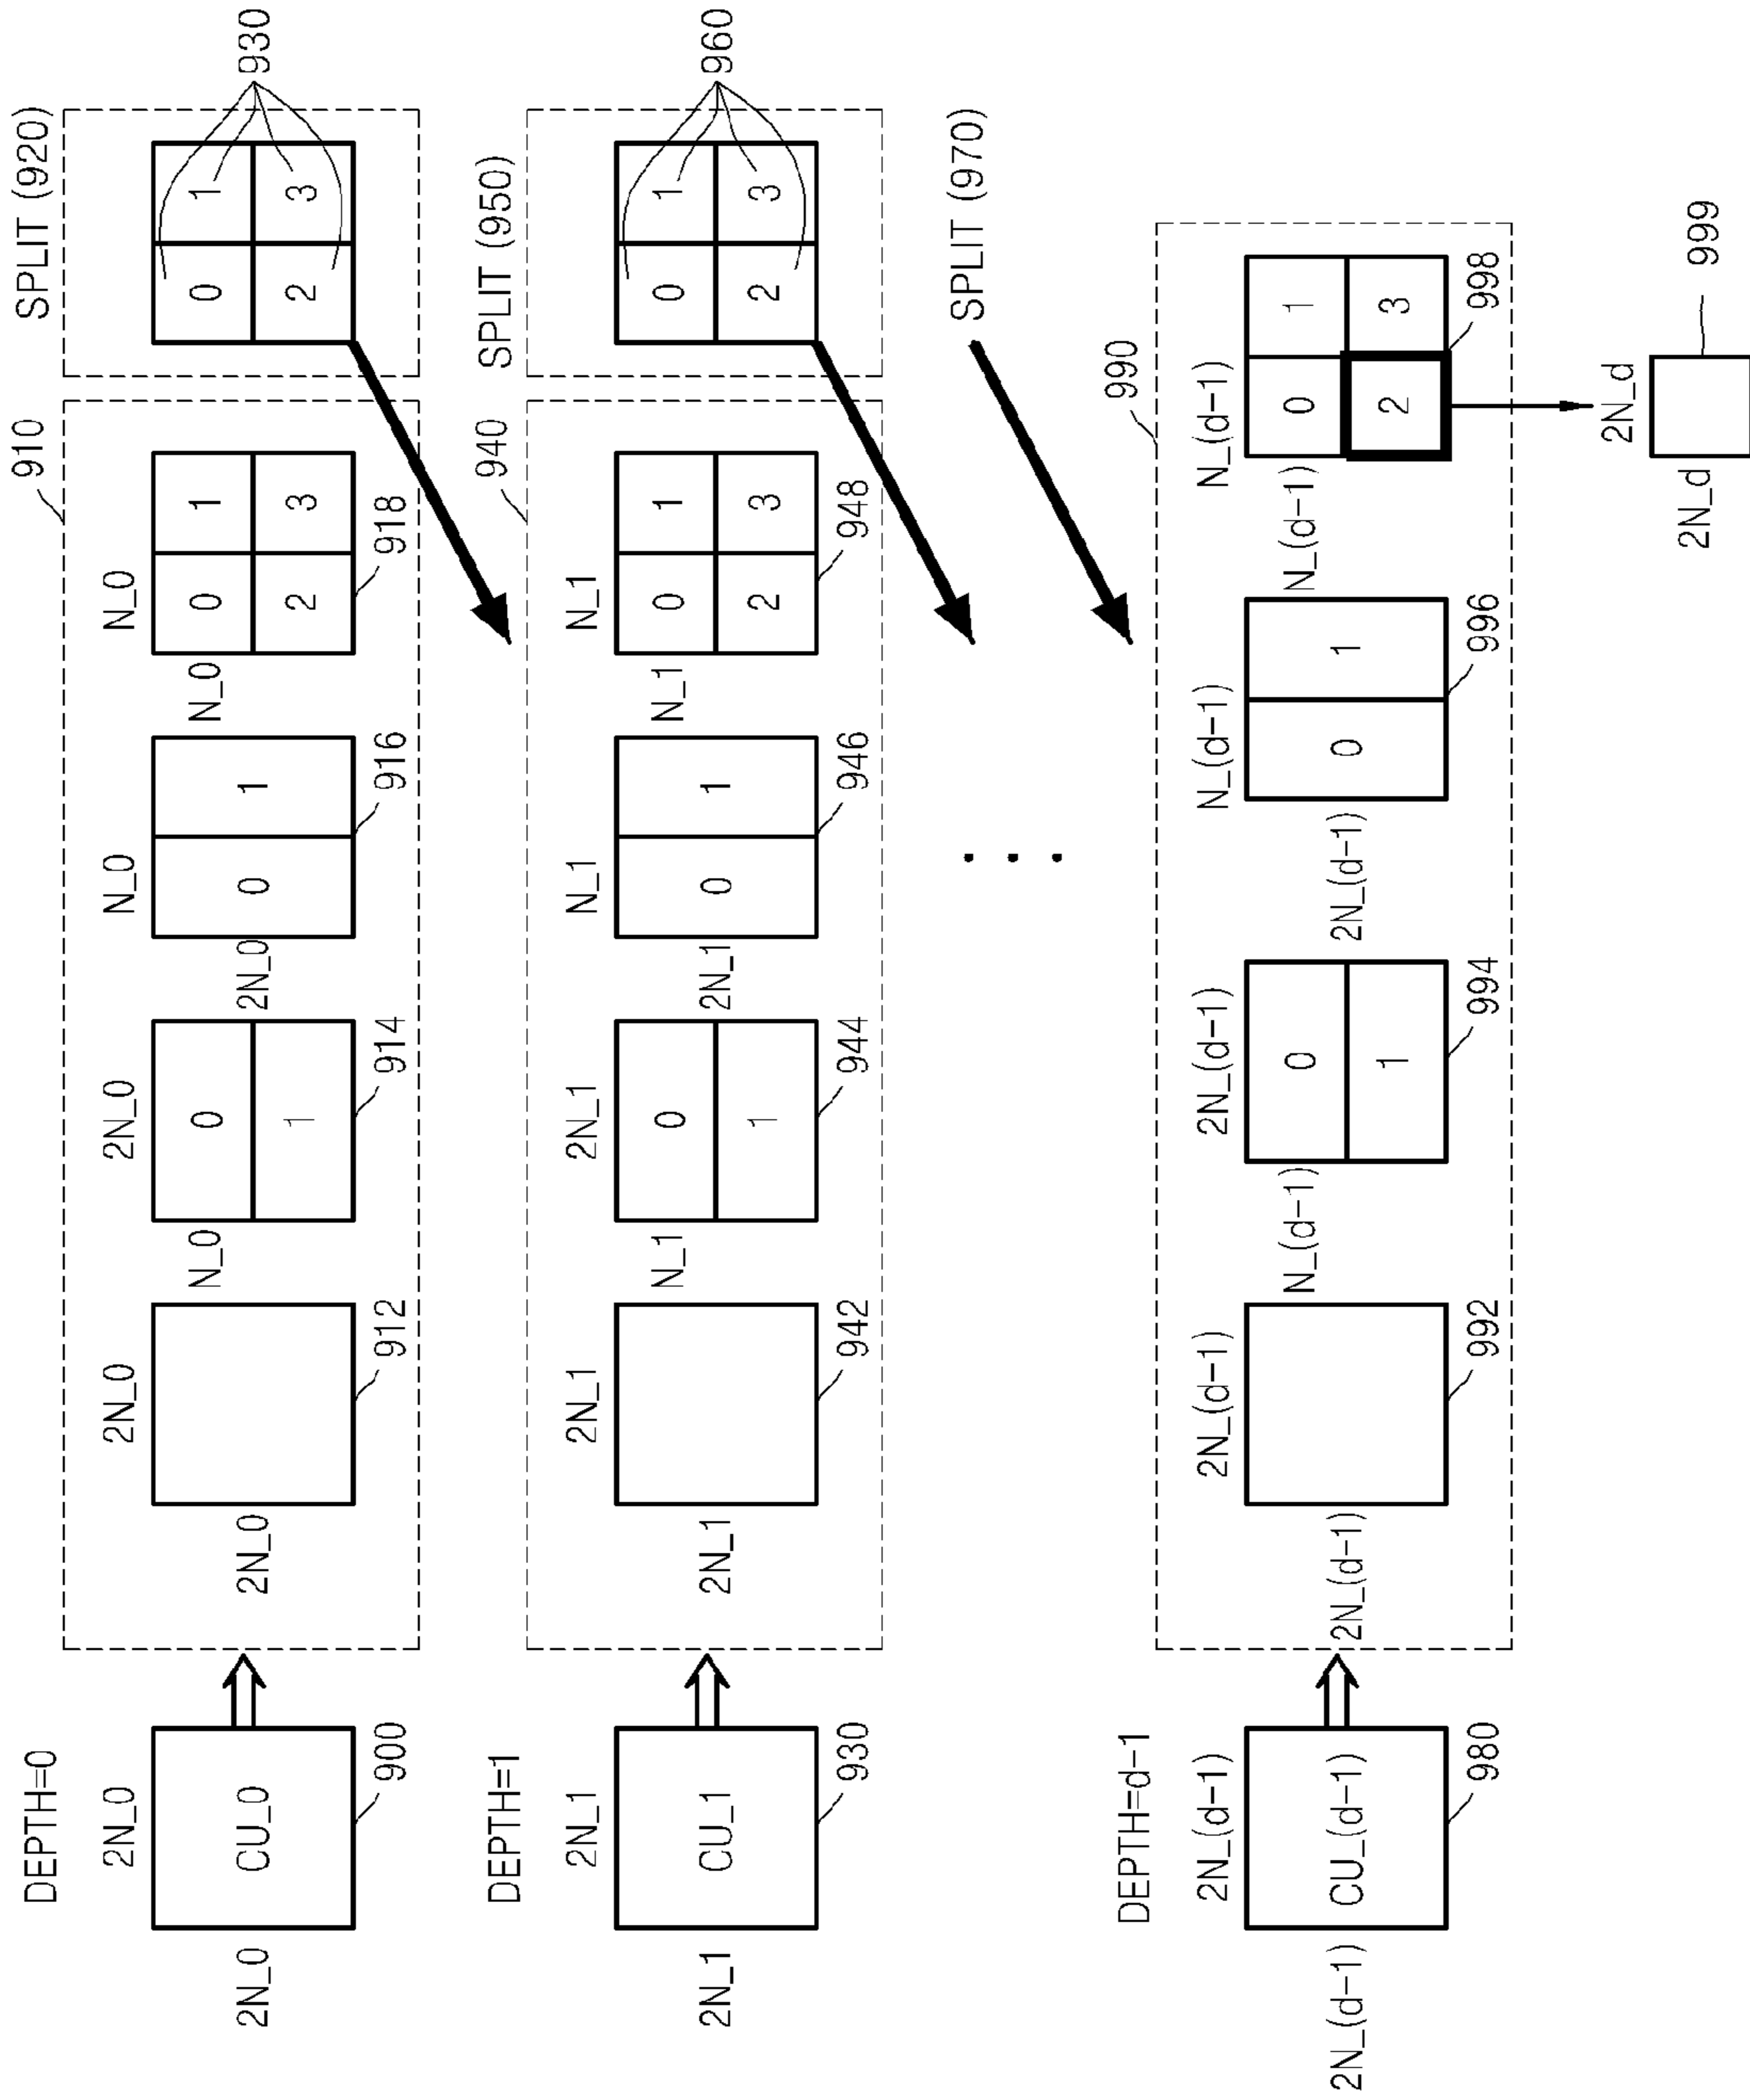 DEPTH=0
2N_0
2N_0
CU_0
900
910
2N_0
2N_0
912
2N_0
N_0
0
1
914
N_0
2N_0
0
1
916
N_0
N_0
0
1
2
3
918
SPLIT (920)
0
1
2
3
930
DEPTH=1
2N_1
2N_1
CU_1
930
940
2N_1
2N_1
942
2N_1
N_1
0
1
944
N_1
2N_1
0
1
946
N_1
N_1
0
1
2
3
948
SPLIT (950)
0
1
2
3
960
SPLIT (970)
DEPTH=d-1
2N_(d-1)
2N_(d-1)
CU_(d-1)
980
990
2N_(d-1)
2N_(d-1)
992
2N_(d-1)
N_(d-1)
0
1
994
N_(d-1)
2N_(d-1)
0
1
996
N_(d-1)
N_(d-1)
0
1
2
3
998
2N_d
2N_d
999